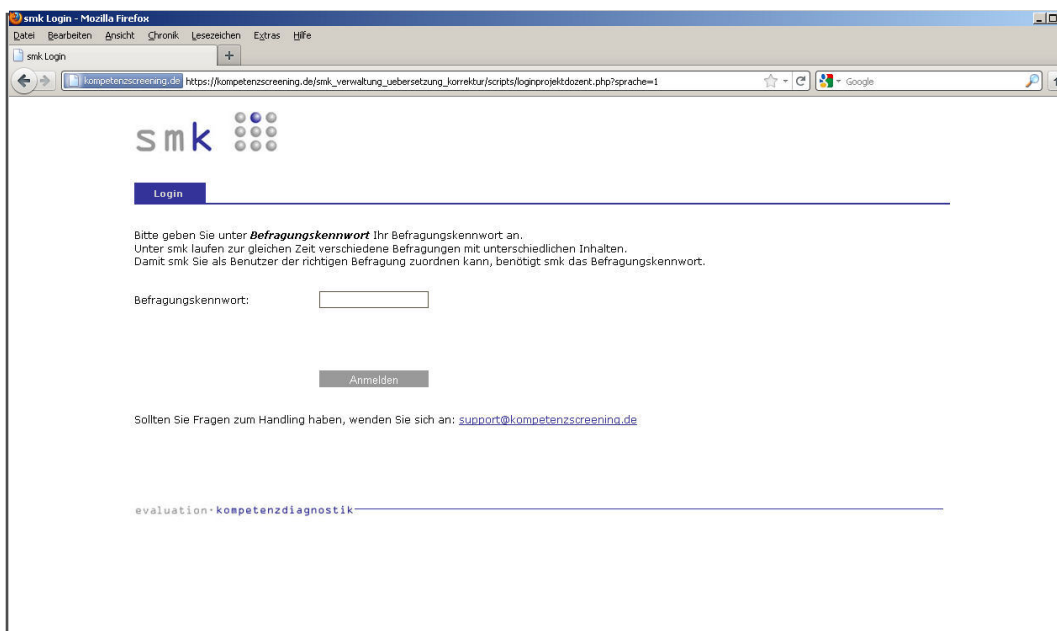 smk Login - Mozilla Firefox
Datei Bearbeiten Ansicht Chronik Lesezeichen Extras Hilfe
smk Login
kompetenzscreening.de https://kompetenzscreening.de/smk_verwaltung_uebersetzung_korrektur/scripts/loginprojektdozent.php?sprache=1 Google
smk
Login
Bitte geben Sie unter Befragungskennwort Ihr Befragungskennwort an.
Unter smk laufen zur gleichen Zeit verschiedene Befragungen mit unterschiedlichen Inhalten.
Damit smk Sie als Benutzer der richtigen Befragung zuordnen kann, benötigt smk das Befragungskennwort.
Befragungskennwort:
Anmelden
Sollten Sie Fragen zum Handling haben, wenden Sie sich an: support@kompetenzscreening.de
evaluation·kompetenzdiagnostik